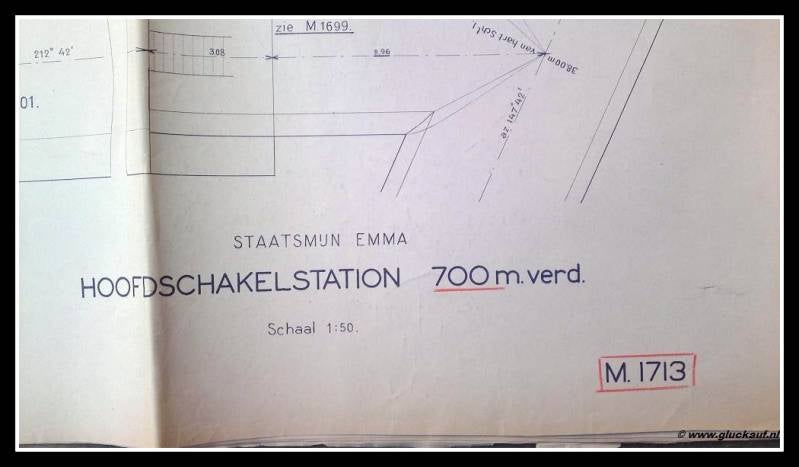 zie M.1699.
212° 42'
3.08
8.96
38.00m van hart Sch! I.
01.
az 147° 42'
STAATSMIJN EMMA
HOOFDSCHAKELSTATION 700 m. verd.
Schaal 1:50.
M. 1713
© www.gluckauf.nl